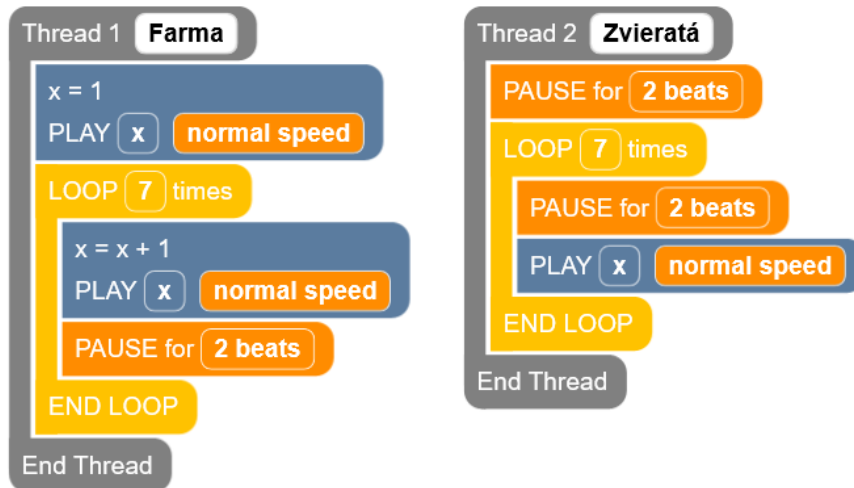 Thread 1 Farma
x = 1
PLAY x normal speed
LOOP 7 times
x = x + 1
PLAY x normal speed
PAUSE for 2 beats
END LOOP
End Thread
Thread 2 Zvieratá
PAUSE for 2 beats
LOOP 7 times
PAUSE for 2 beats
PLAY x normal speed
END LOOP
End Thread